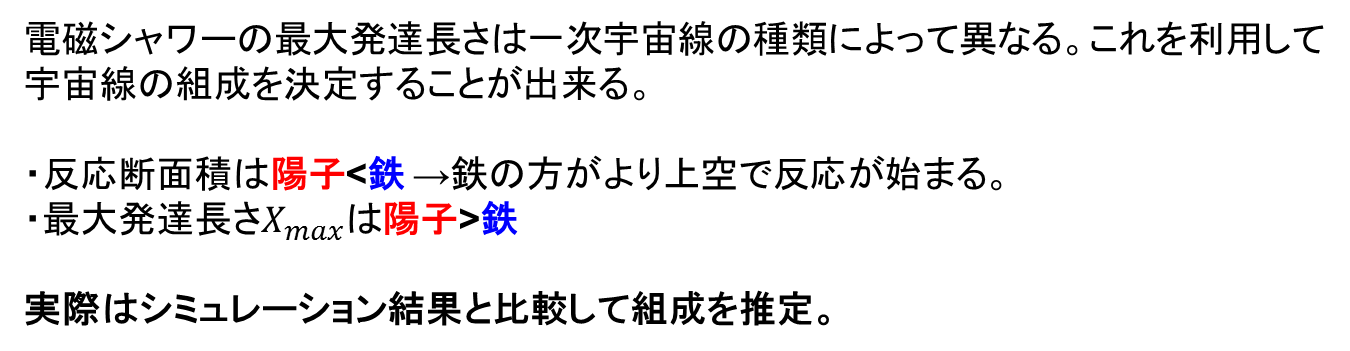 電磁シャワーの最大発達長さは一次宇宙線の種類によって異なる。これを利用して
宇宙線の組成を決定することが出来る。
・反応断面積は陽子<鉄→鉄の方がより上空で反応が始まる。
・最大発達長さXmaxは陽子>鉄
実際はシミュレーション結果と比較して組成を推定。